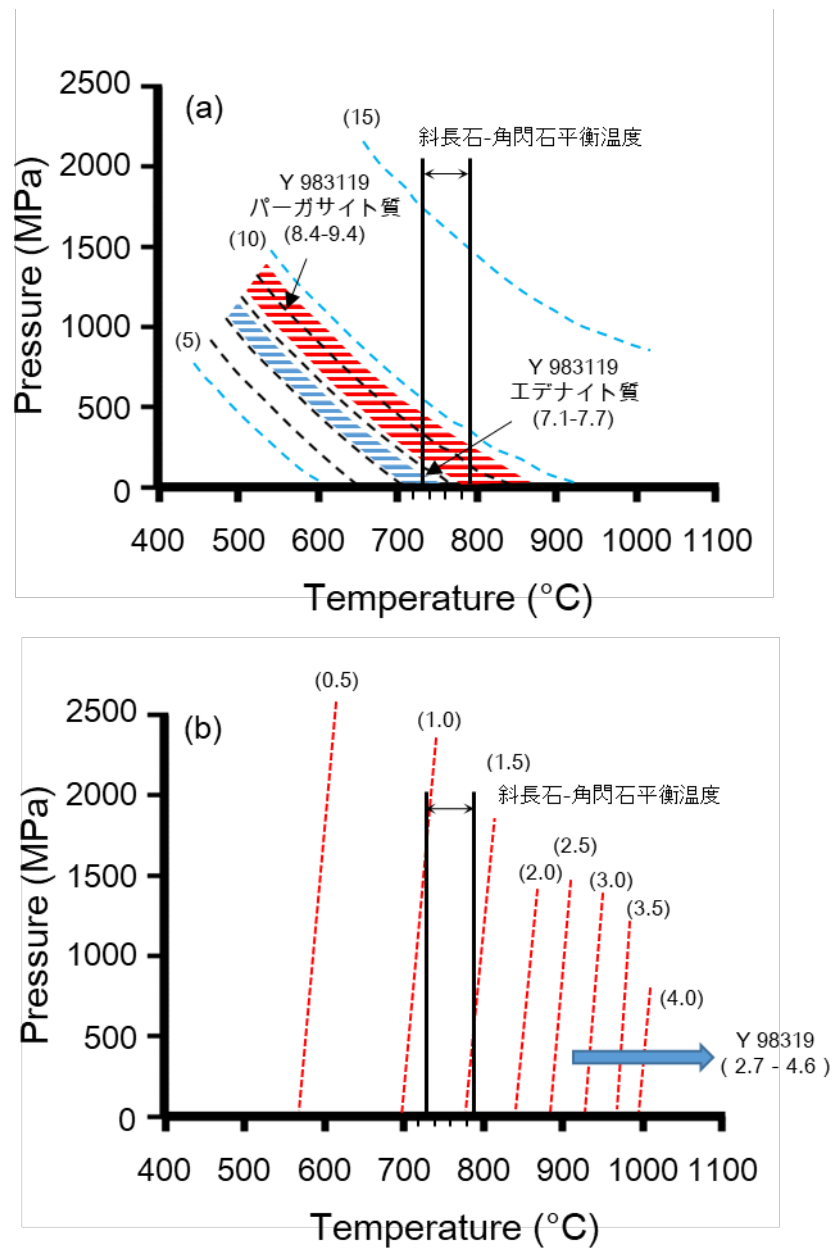 (a)
2500
2000
1500
1000
500
0
Pressure (MPa)
(15)
斜長石-角閃石平衡温度
Y 983119
パーガサイト質
(8.4-9.4)
(10)
(5)
Y 983119
エデナイト質
(7.1-7.7)
400 500 600 700 800 900 1000 1100
Temperature (°C)
(b)
2500
2000
1500
1000
500
0
Pressure (MPa)
(0.5)
(1.0)
(1.5)
斜長石-角閃石平衡温度
(2.0)
(2.5)
(3.0)
(3.5)
(4.0)
Y 98319
( 2.7 - 4.6 )
400 500 600 700 800 900 1000 1100
Temperature (°C)